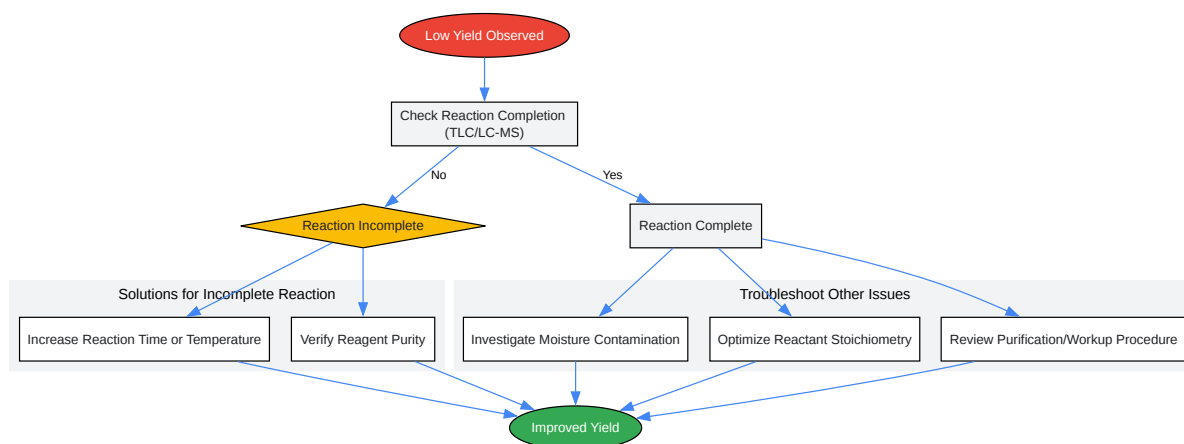 Low Yield Observed
Check Reaction Completion
(TLC/LC-MS)
No
Yes
Reaction Incomplete
Reaction Complete
Solutions for Incomplete Reaction
Troubleshoot Other Issues
Increase Reaction Time or Temperature
Verify Reagent Purity
Investigate Moisture Contamination
Optimize Reactant Stoichiometry
Review Purification/Workup Procedure
Improved Yield